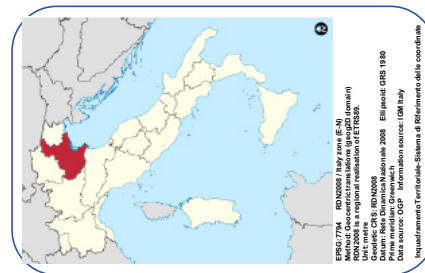 EPSG:7794 RDN2008 / Italy zone (E-N)
Method: Geocentric translations (geog2D domain)
RDN2008 is a regional realisation of ETRS89.
Unit: metre
Geodetic CRS: RDN2008
Datum: Rete Dinamica Nazionale 2008 Ellipsoid: GRS 1980
Prime meridian: Greenwich
Data source: OGP Information source: IGM Italy
Inquadramento Territoriale-Sistema di Riferimento delle coordinate